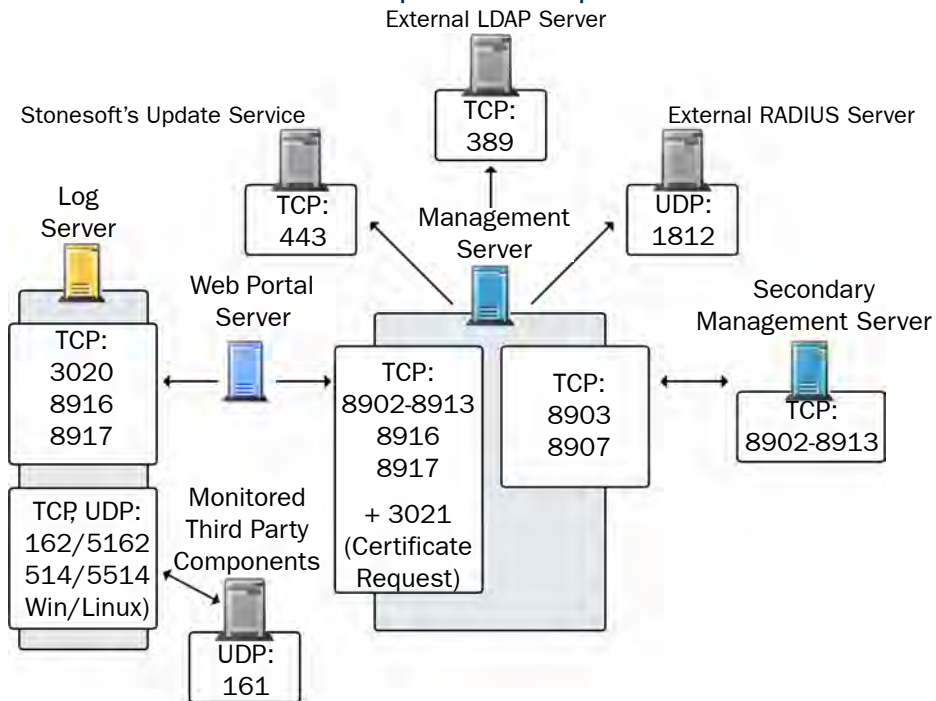 External LDAP Server
TCP:
389
Stonesoft's Update Service
TCP:
443
External RADIUS Server
UDP:
1812
Log
Server
TCP:
3020
8916
8917
TCP, UDP:
162/5162
514/5514
Win/Linux)
Web Portal
Server
Management
Server
TCP:
8902-8913
8916
8917
+ 3021
(Certificate
Request)
TCP:
8903
8907
Secondary
Management Server
TCP:
8902-8913
Monitored
Third Party
Components
UDP:
161